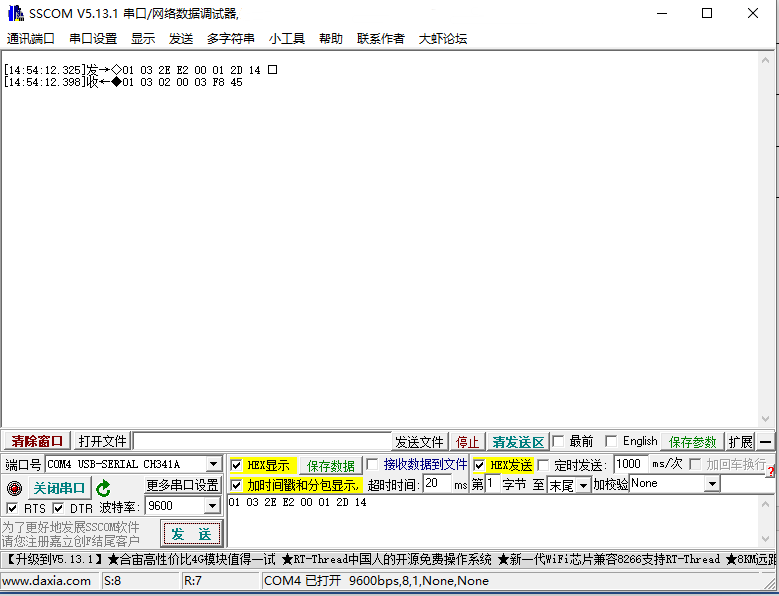 SSCOM V5.13.1 串口/网络数据调试器,
通讯端口 串口设置 显示 发送 多字符串 小工具 帮助 联系作者 大虾论坛
[14:54:12.325]发→◇01 03 2E E2 00 01 2D 14 □
[14:54:12.398]收←◆01 03 02 00 03 F8 45
清除窗口 打开文件 发送文件 停止 清发送区 最前 English 保存参数 扩展 —
端口号 COM4 USB-SERIAL CH341A HEX显示 保存数据 接收数据到文件 HEX发送 定时发送: 1000 ms/次 加回车换行
关闭串口 更多串口设置 加时间戳和分包显示, 超时时间: 20 ms 第 1 字节 至 末尾 加校验 None
RTS DTR 波特率: 9600 01 03 2E E2 00 01 2D 14
为了更好地发展SSCOM软件
请您注册嘉立创F结尾客户
发 送
【升级到V5.13.1】★合宙高性价比4G模块值得一试 ★RT-Thread中国人的开源免费操作系统 ★新一代WiFi芯片兼容8266支持RT-Thread ★8KM远距
www.daxia.com S:8 R:7 COM4 已打开 9600bps,8,1,None,None